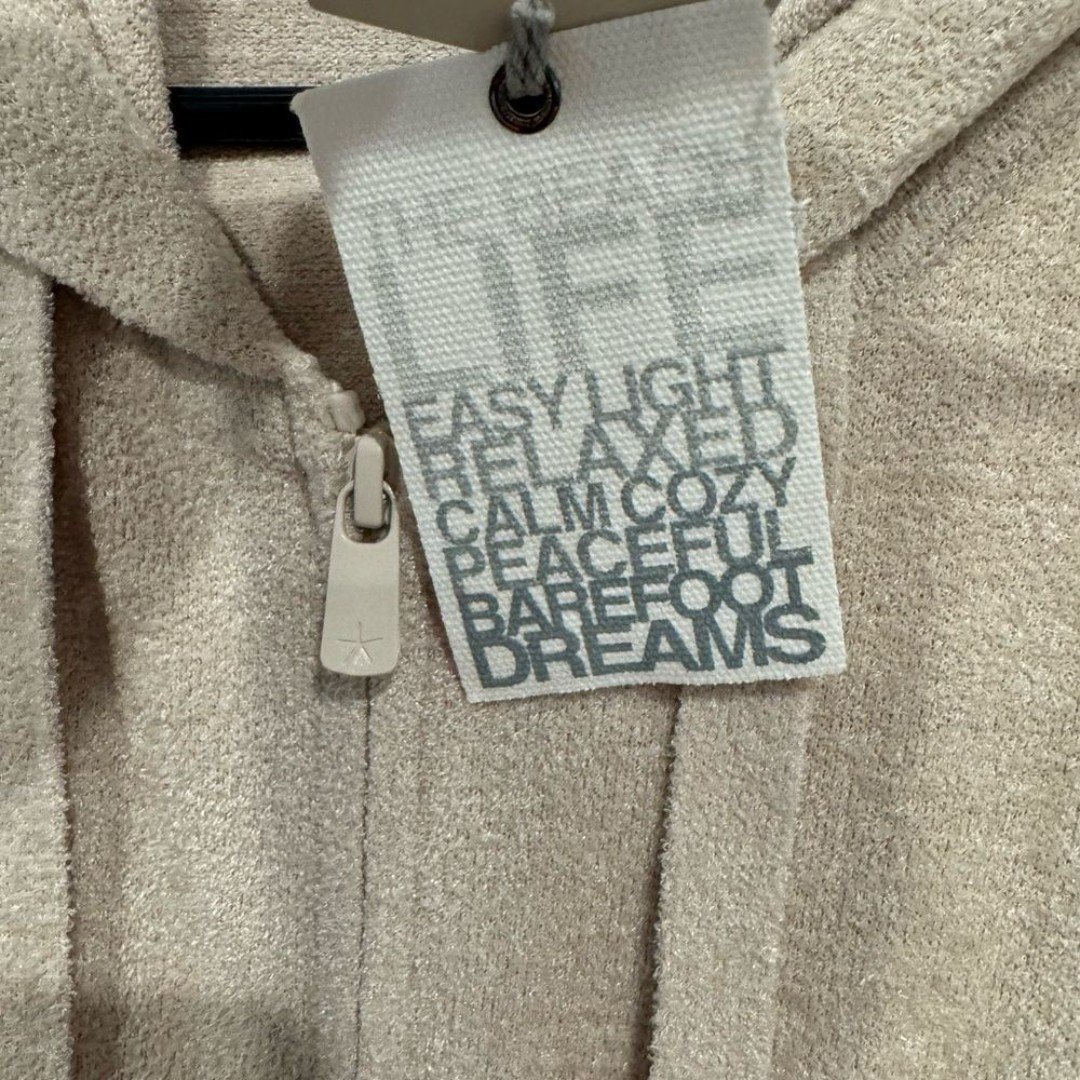 LIFE
EASY LIGHT
RELAXED
CALM COZY
PEACEFUL
BAREFOOT
DREAMS